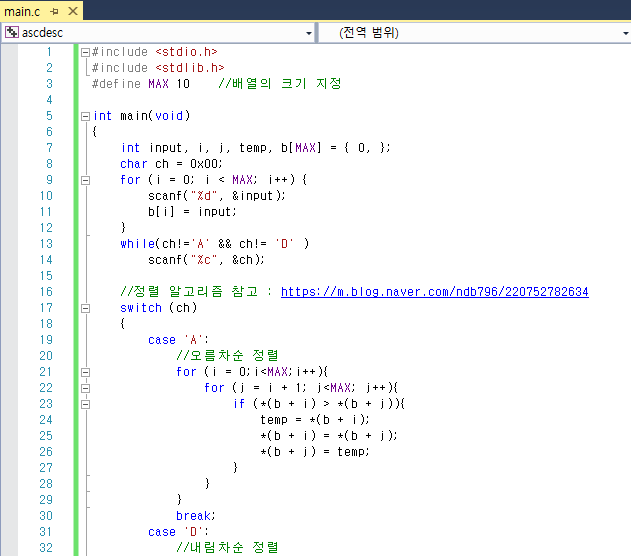 main.c
ascdesc (전역 범위)
1 #include <stdio.h>
2 #include <stdlib.h>
3 #define MAX 10 //배열의 크기 지정
4
5 int main(void)
6 {
7 int input, i, j, temp, b[MAX] = { 0, };
8 char ch = 0x00;
9 for (i = 0; i < MAX; i++) {
10 scanf("%d", &input);
11 b[i] = input;
12 }
13 while(ch!='A' && ch!= 'D' )
14 scanf("%c", &ch);
15
16 //정렬 알고리즘 참고 : https://m.blog.naver.com/ndb796/220752782634
17 switch (ch)
18 {
19 case 'A':
20 //오름차순 정렬
21 for (i = 0;i<MAX;i++){
22 for (j = i + 1; j<MAX; j++){
23 if (*(b + i) > *(b + j)){
24 temp = *(b + i);
25 *(b + i) = *(b + j);
26 *(b + j) = temp;
27 }
28 }
29 }
30 break;
31 case 'D':
32 //내림차순 정렬